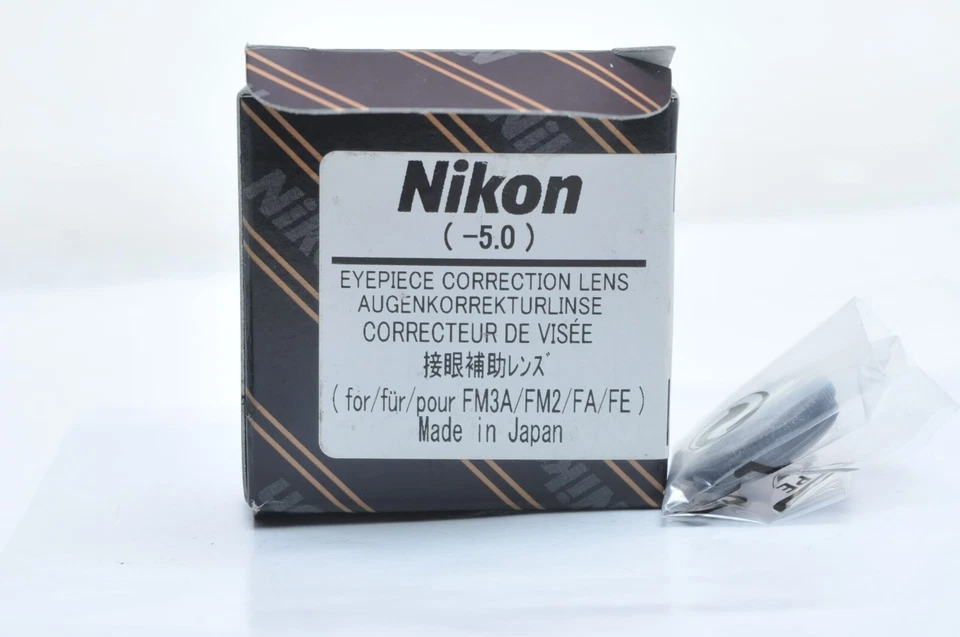 Nikon
( -5.0 )
EYEPIECE CORRECTION LENS
AUGENKORREKTURLINSE
CORRECTEUR DE VISÉE
接眼補助レンズ
( for/für/pour FM3A/FM2/FA/FE )
Made in Japan